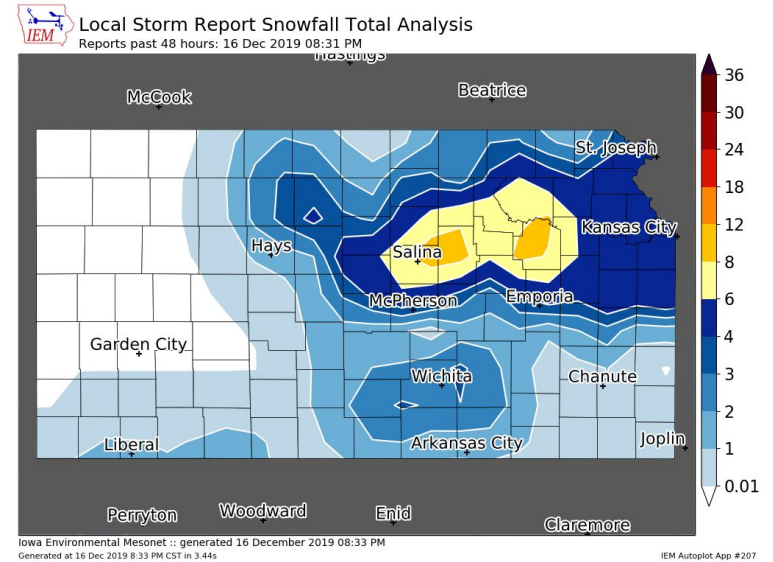 IEM
Local Storm Report Snowfall Total Analysis
Reports past 48 hours: 16 Dec 2019 08:31 PM
Hastings
McCook
Beatrice
St. Joseph
Kansas City
Hays
Salina
McPherson
Emporia
Garden City
Wichita
Chanute
Liberal
Arkansas City
Joplin
Perryton
Woodward
Enid
Claremore
36
30
24
18
12
8
6
4
3
2
1
0.01
Iowa Environmental Mesonet :: generated 16 December 2019 08:33 PM
Generated at 16 Dec 2019 8:33 PM CST in 3.44s
IEM Autoplot App #207